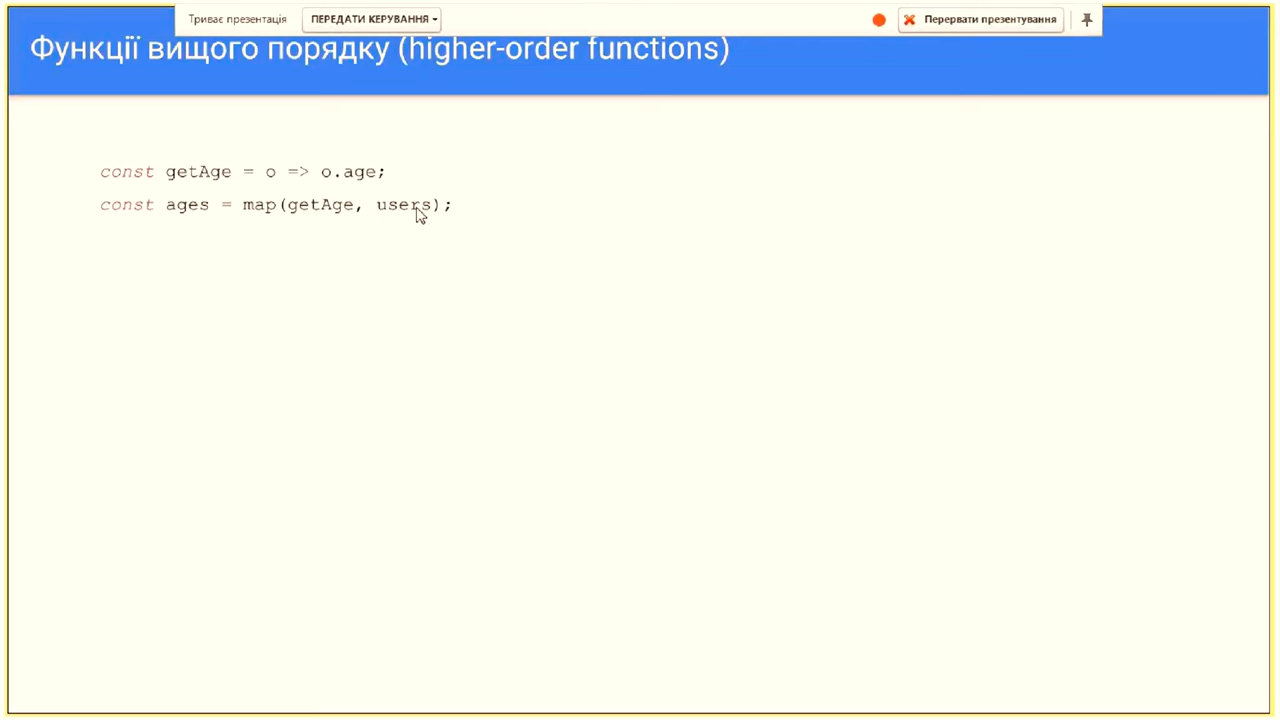 Триває презентація
ПЕРЕДАТИ КЕРУВАННЯ
Перервати презентування
Функції вищого порядку (higher-order functions)
const getAge = o => o.age;
const ages = map(getAge, users);